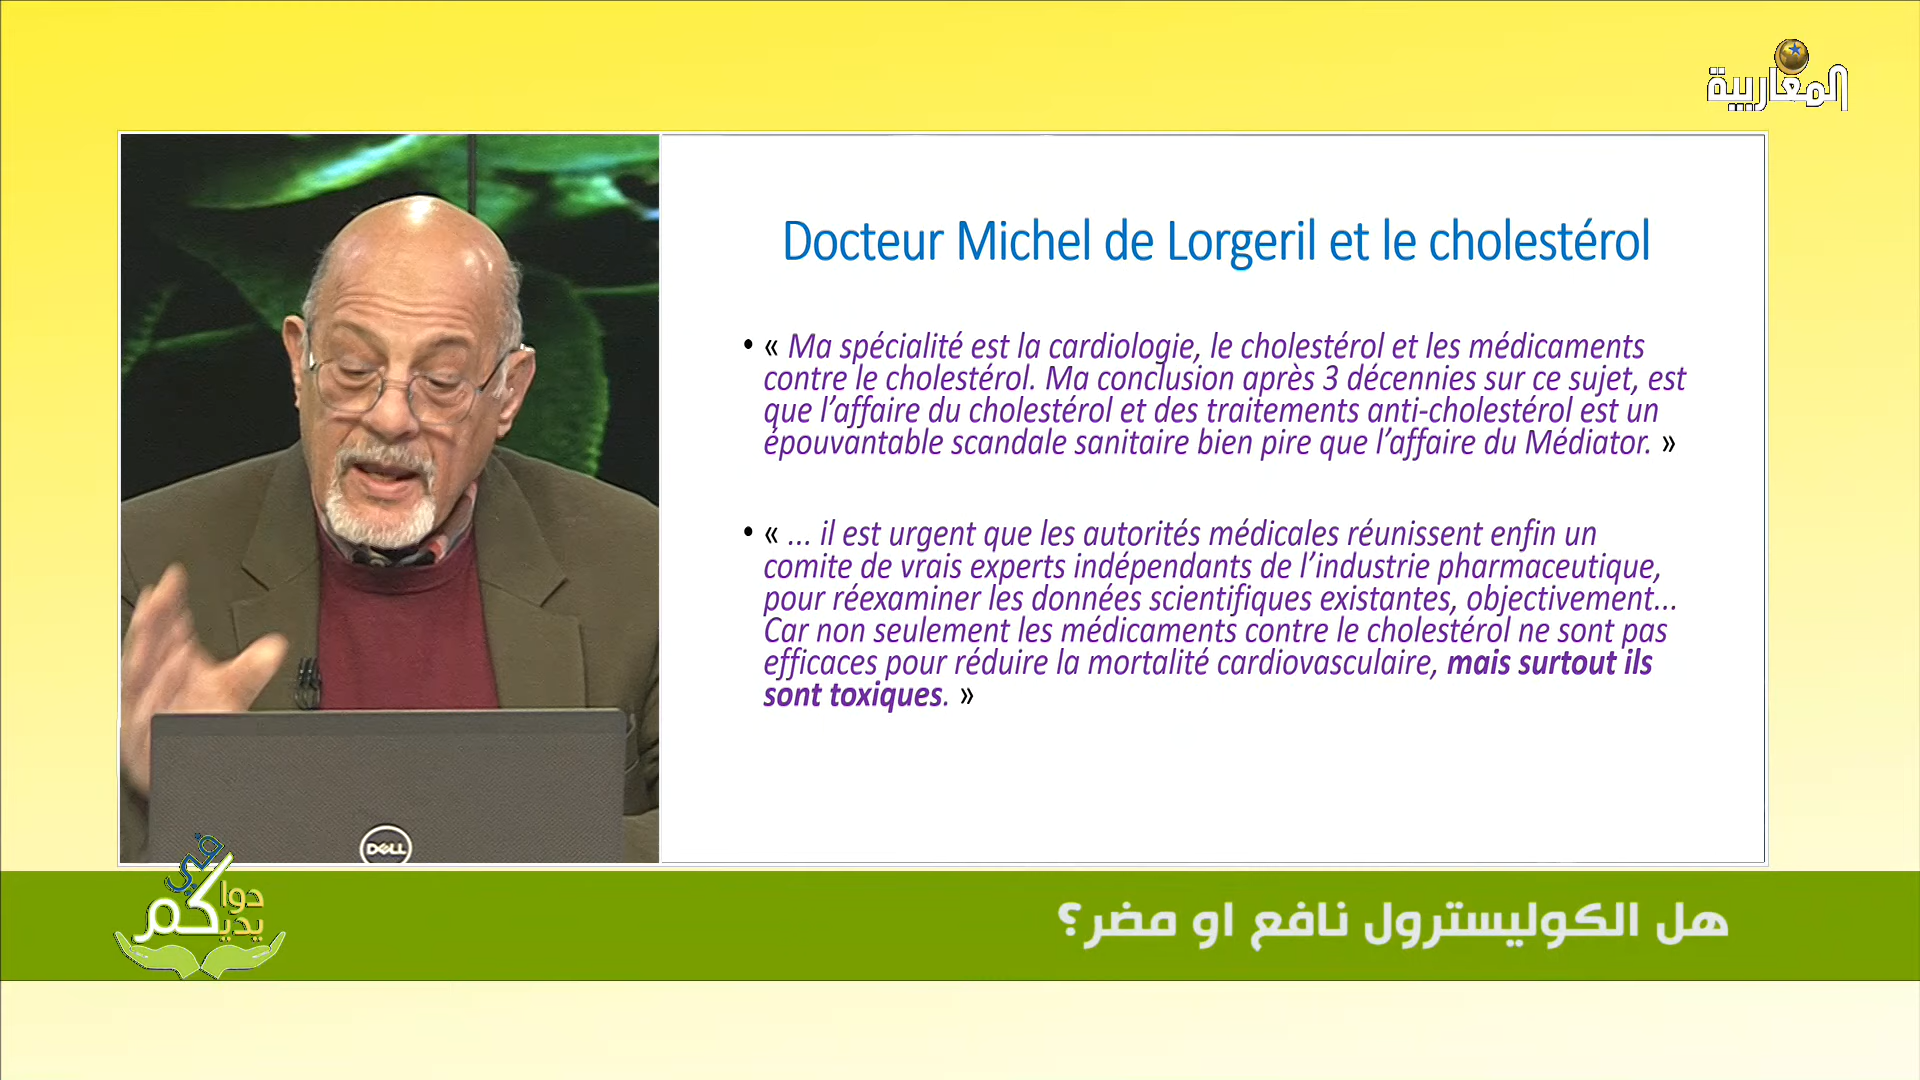 المغاربية
Docteur Michel de Lorgeril et le cholestérol
• « Ma spécialité est la cardiologie, le cholestérol et les médicaments
contre le cholestérol. Ma conclusion après 3 décennies sur ce sujet, est
que l’affaire du cholestérol et des traitements anti-cholestérol est un
épouvantable scandale sanitaire bien pire que l’affaire du Médiator. »
• « ... il est urgent que les autorités médicales réunissent enfin un
comite de vrais experts indépendants de l’industrie pharmaceutique,
pour réexaminer les données scientifiques existantes, objectivement...
Car non seulement les médicaments contre le cholestérol ne sont pas
efficaces pour réduire la mortalité cardiovasculaire, mais surtout ils
sont toxiques. »
DELL
دواكم
في
يديكم
هل الكوليسترول نافع او مضر؟